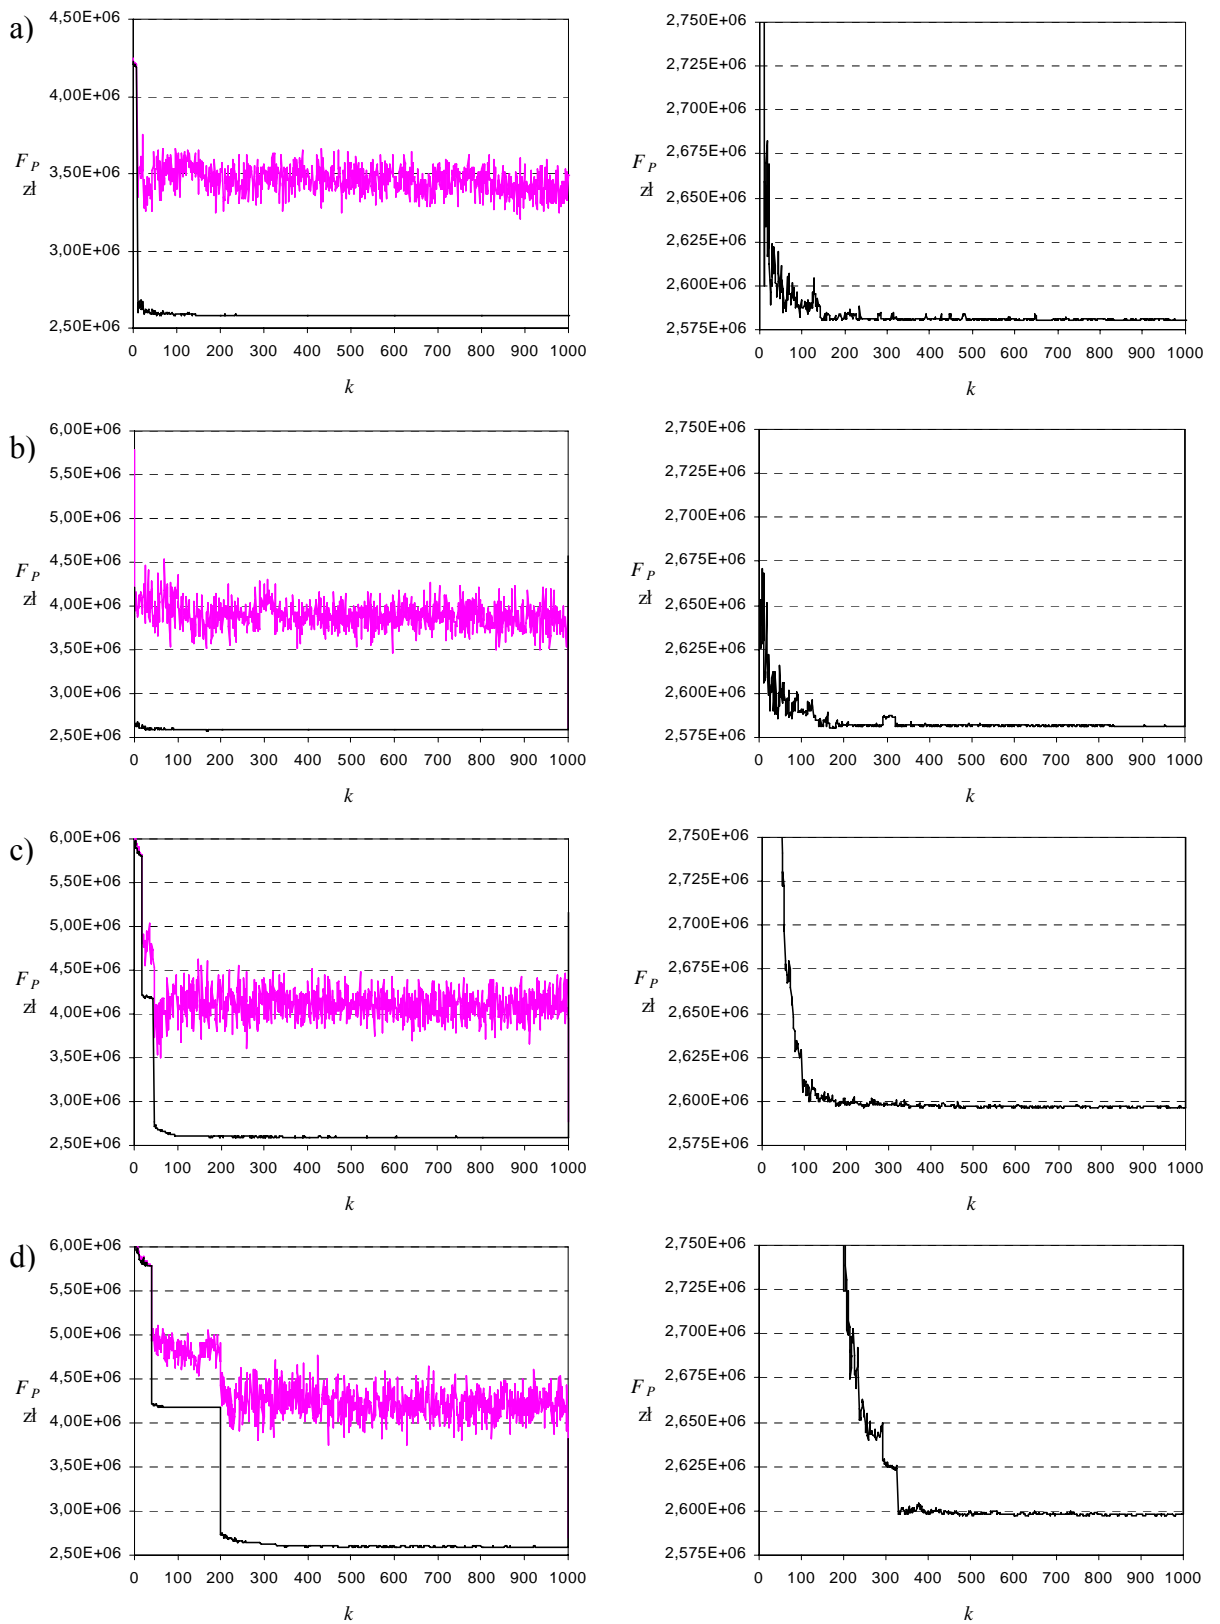 a)
4,50E+06
4,00E+06
3,50E+06
3,00E+06
2,50E+06
F P
zł
0 100 200 300 400 500 600 700 800 900 1000
k
2,750E+06
2,725E+06
2,700E+06
2,675E+06
2,650E+06
2,625E+06
2,600E+06
2,575E+06
F P
zł
0 100 200 300 400 500 600 700 800 900 1000
k
b)
6,00E+06
5,50E+06
5,00E+06
4,50E+06
4,00E+06
3,50E+06
3,00E+06
2,50E+06
F P
zł
0 100 200 300 400 500 600 700 800 900 1000
k
2,750E+06
2,725E+06
2,700E+06
2,675E+06
2,650E+06
2,625E+06
2,600E+06
2,575E+06
F P
zł
0 100 200 300 400 500 600 700 800 900 1000
k
c)
6,00E+06
5,50E+06
5,00E+06
4,50E+06
4,00E+06
3,50E+06
3,00E+06
2,50E+06
F P
zł
0 100 200 300 400 500 600 700 800 900 1000
k
2,750E+06
2,725E+06
2,700E+06
2,675E+06
2,650E+06
2,625E+06
2,600E+06
2,575E+06
F P
zł
0 100 200 300 400 500 600 700 800 900 1000
k
d)
6,00E+06
5,50E+06
5,00E+06
4,50E+06
4,00E+06
3,50E+06
3,00E+06
2,50E+06
F P
zł
0 100 200 300 400 500 600 700 800 900 1000
k
2,750E+06
2,725E+06
2,700E+06
2,675E+06
2,650E+06
2,625E+06
2,600E+06
2,575E+06
F P
zł
0 100 200 300 400 500 600 700 800 900 1000
k